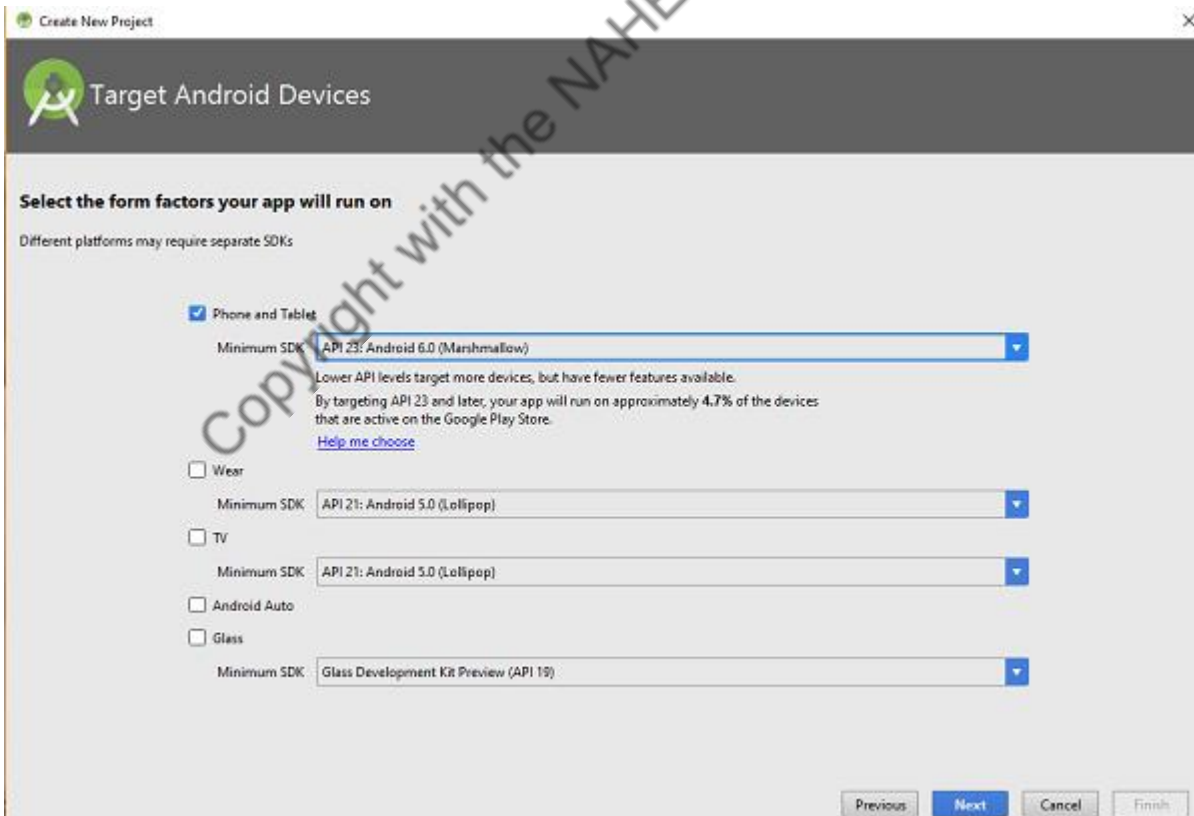 Create New Project
Target Android Devices
Select the form factors your app will run on
Different platforms may require separate SDKs
Phone and Tablet
Minimum SDK API 23: Android 6.0 (Marshmallow)
Lower API levels target more devices, but have fewer features available.
By targeting API 23 and later, your app will run on approximately 4.7% of the devices
that are active on the Google Play Store.
Help me choose
Wear
Minimum SDK API 21: Android 5.0 (Lollipop)
TV
Minimum SDK API 21: Android 5.0 (Lollipop)
Android Auto
Glass
Minimum SDK Glass Development Kit Preview (API 19)
Previous Next Cancel Finish
Copyright with the